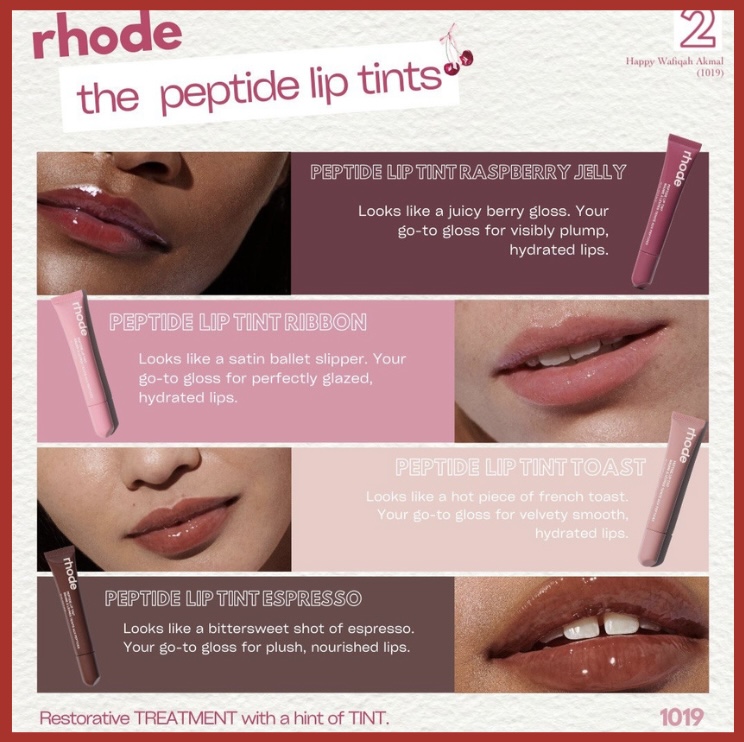 rhode
the peptide lip tints
2
Happy Wafiqah Akmal
(1019)
PEPTIDE LIP TINT RASPBERRY JELLY
Looks like a juicy berry gloss. Your
go-to gloss for visibly plump,
hydrated lips.
rhode
rhode
PEPTIDE LIP TINT RIBBON
Looks like a satin ballet slipper. Your
go-to gloss for perfectly glazed,
hydrated lips.
PEPTIDE LIP TINT TOAST
Looks like a hot piece of french toast.
Your go-to gloss for velvety smooth,
hydrated lips.
rhode
rhode
PEPTIDE LIP TINT ESPRESSO
Looks like a bittersweet shot of espresso.
Your go-to gloss for plush, nourished lips.
Restorative TREATMENT with a hint of TINT.
1019